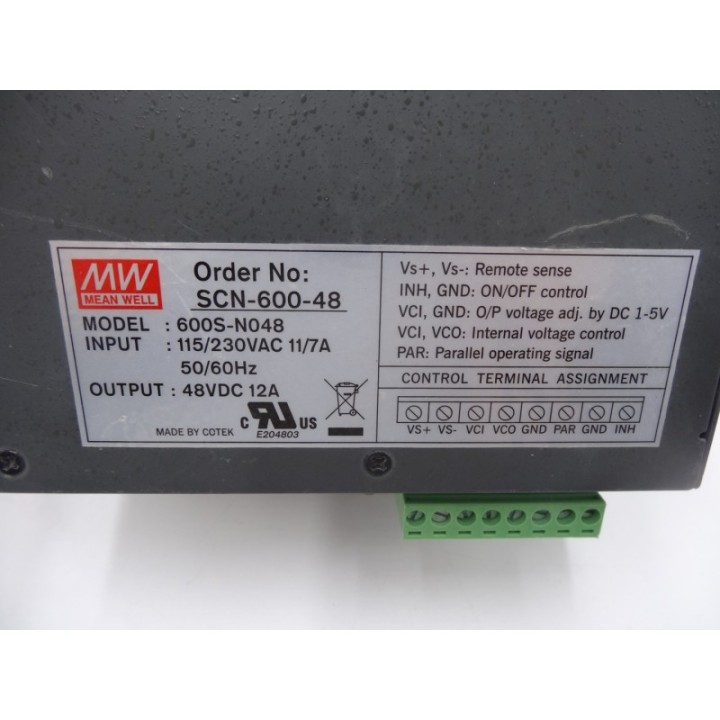 MW
MEAN WELL
Order No:
SCN-600-48
MODEL : 600S-N048
INPUT : 115/230VAC 11/7A
50/60Hz
OUTPUT : 48VDC 12A
MADE BY COTEK
c RU US
E204803
Vs+, Vs-: Remote sense
INH, GND: ON/OFF control
VCI, GND: O/P voltage adj. by DC 1-5V
VCI, VCO: Internal voltage control
PAR: Parallel operating signal
CONTROL TERMINAL ASSIGNMENT
VS+ VS- VCI VCO GND PAR GND INH